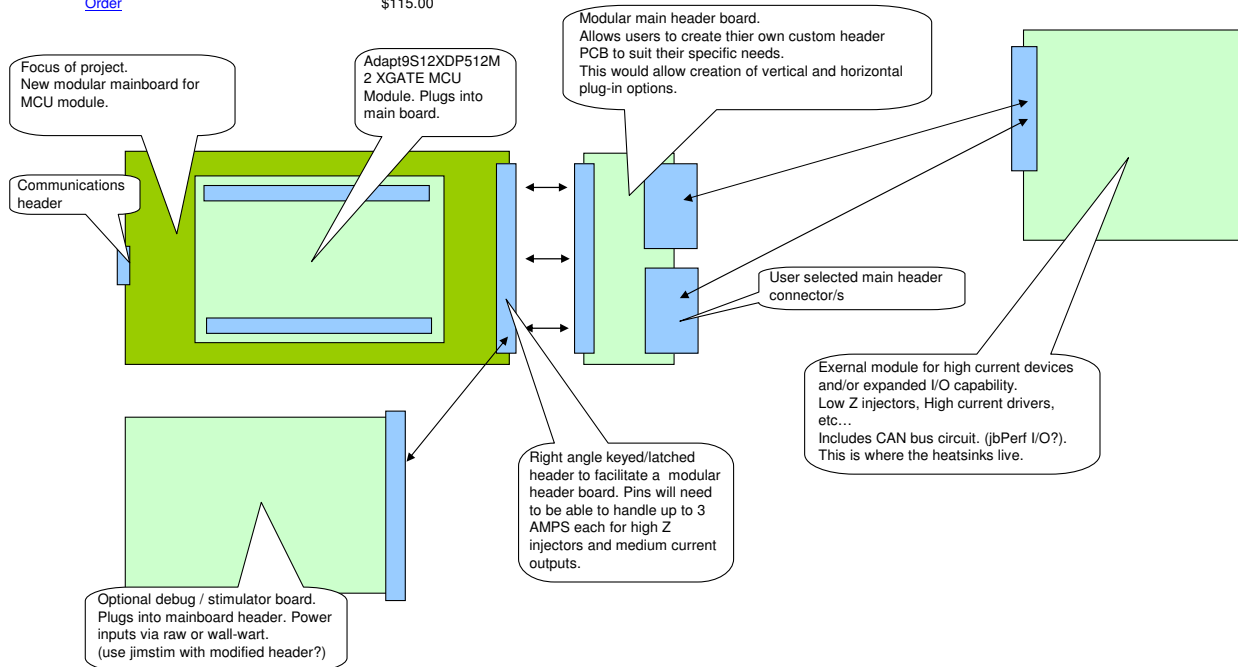 Order $115.00
Focus of project.
New modular mainboard for
MCU module.
Adapt9S12XDP512M
2 XGATE MCU
Module. Plugs into
main board.
Modular main header board.
Allows users to create thier own custom header
PCB to suit their specific needs.
This would allow creation of vertical and horizontal
plug-in options.
Communications
header
User selected main header
connector/s
Exernal module for high current devices
and/or expanded I/O capability.
Low Z injectors, High current drivers,
etc…
Includes CAN bus circuit. (jbPerf I/O?).
This is where the heatsinks live.
Right angle keyed/latched
header to facilitate a modular
header board. Pins will need
to be able to handle up to 3
AMPS each for high Z
injectors and medium current
outputs.
Optional debug / stimulator board.
Plugs into mainboard header. Power
inputs via raw or wall-wart.
(use jimstim with modified header?)